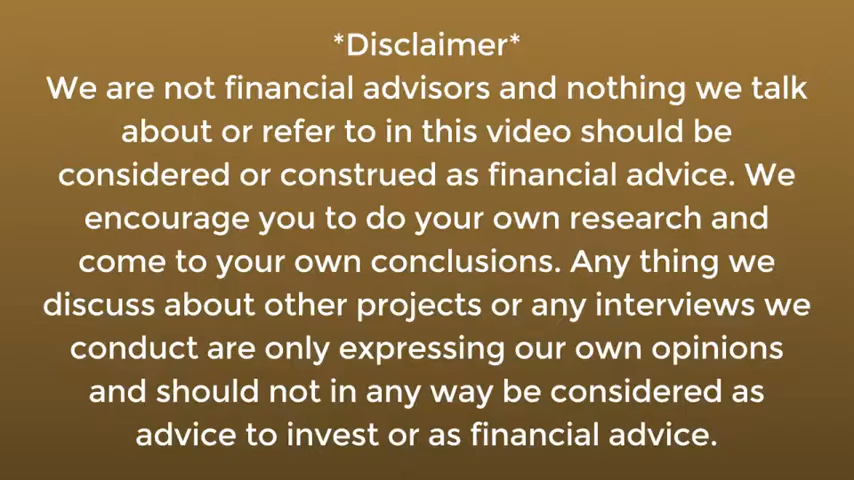 *Disclaimer*
We are not financial advisors and nothing we talk
about or refer to in this video should be
considered or construed as financial advice. We
encourage you to do your own research and
come to your own conclusions. Any thing we
discuss about other projects or any interviews we
conduct are only expressing our own opinions
and should not in any way be considered as
advice to invest or as financial advice.